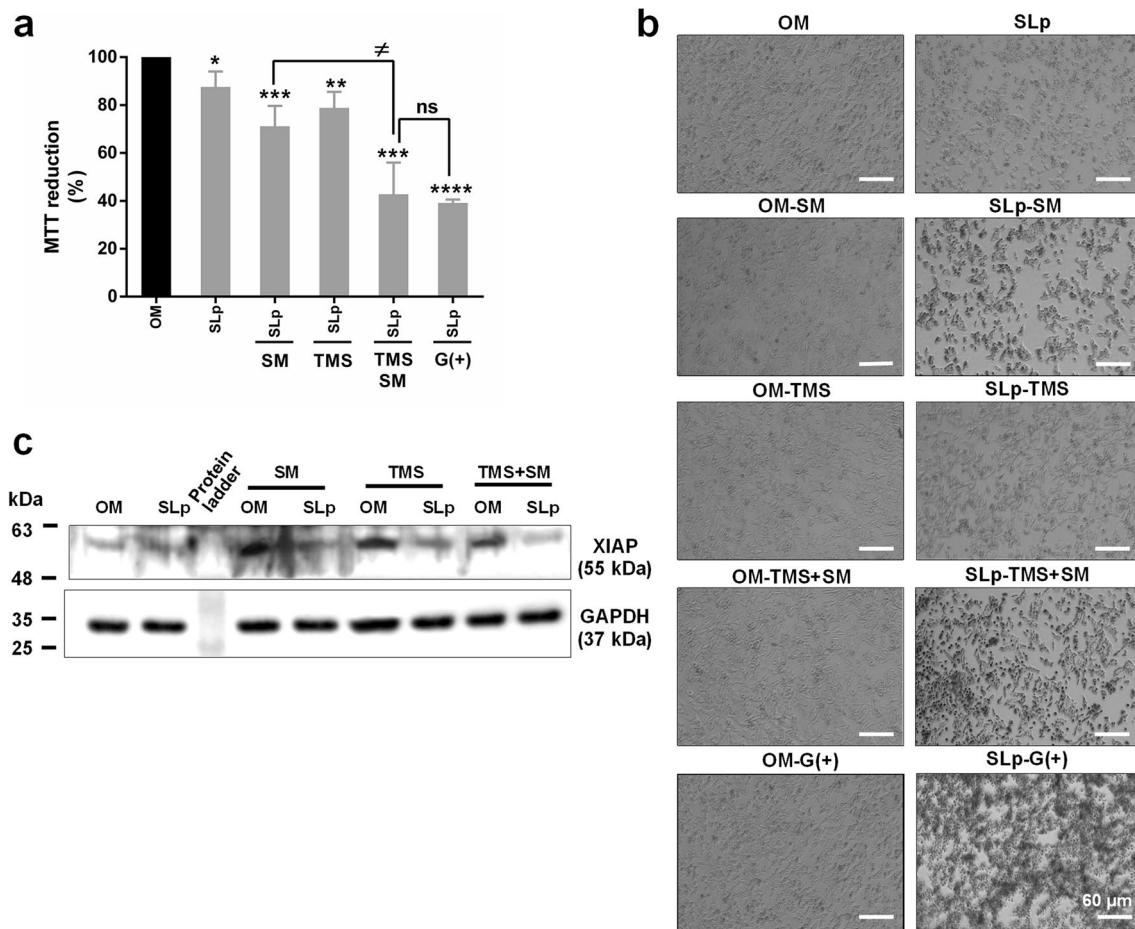 a
100
80
60
40
20
0
MTT reduction
(%)
*
***
**
***
****
≠
ns
OM
SLp
SLp
SLp
SLp
SLp
SM
TMS
TMS
SM
G(+)
b
OM
SLp
OM-SM
SLp-SM
OM-TMS
SLp-TMS
OM-TMS+SM
SLp-TMS+SM
OM-G(+)
SLp-G(+)
60 µm
c
kDa
OM
SLp
Protein
ladder
SM
OM
SLp
TMS
OM
SLp
TMS+SM
OM
SLp
63
48
XIAP
(55 kDa)
35
25
GAPDH
(37 kDa)